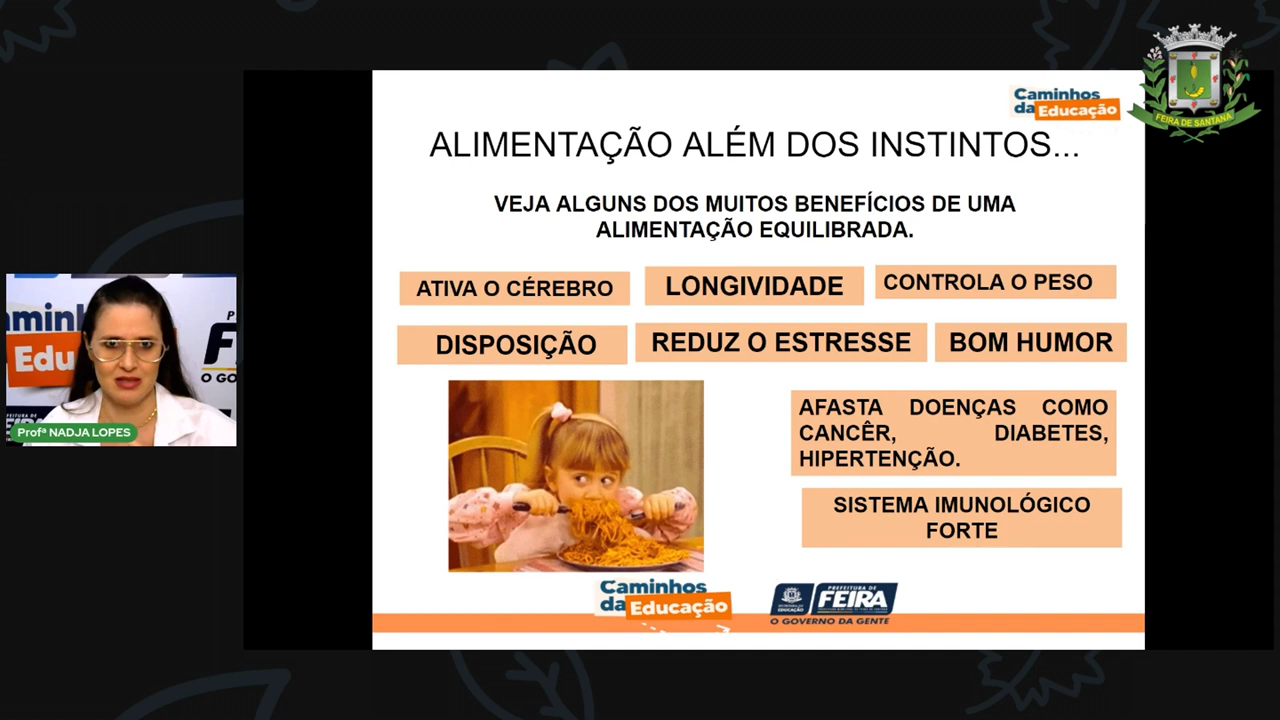 FEIRA DE SANTANA
Caminhos
da Educação
ALIMENTAÇÃO ALÉM DOS INSTINTOS...
VEJA ALGUNS DOS MUITOS BENEFÍCIOS DE UMA
ALIMENTAÇÃO EQUILIBRADA.
ATIVA O CÉREBRO
LONGIVIDADE
CONTROLA O PESO
DISPOSIÇÃO
REDUZ O ESTRESSE
BOM HUMOR
AFASTA DOENÇAS COMO
CANCÊR, DIABETES,
HIPERTENÇÃO.
SISTEMA IMUNOLÓGICO
FORTE
Profª NADJA LOPES
Caminhos
da Educação
PREFEITURA DE
FEIRA
O GOVERNO DA GENTE